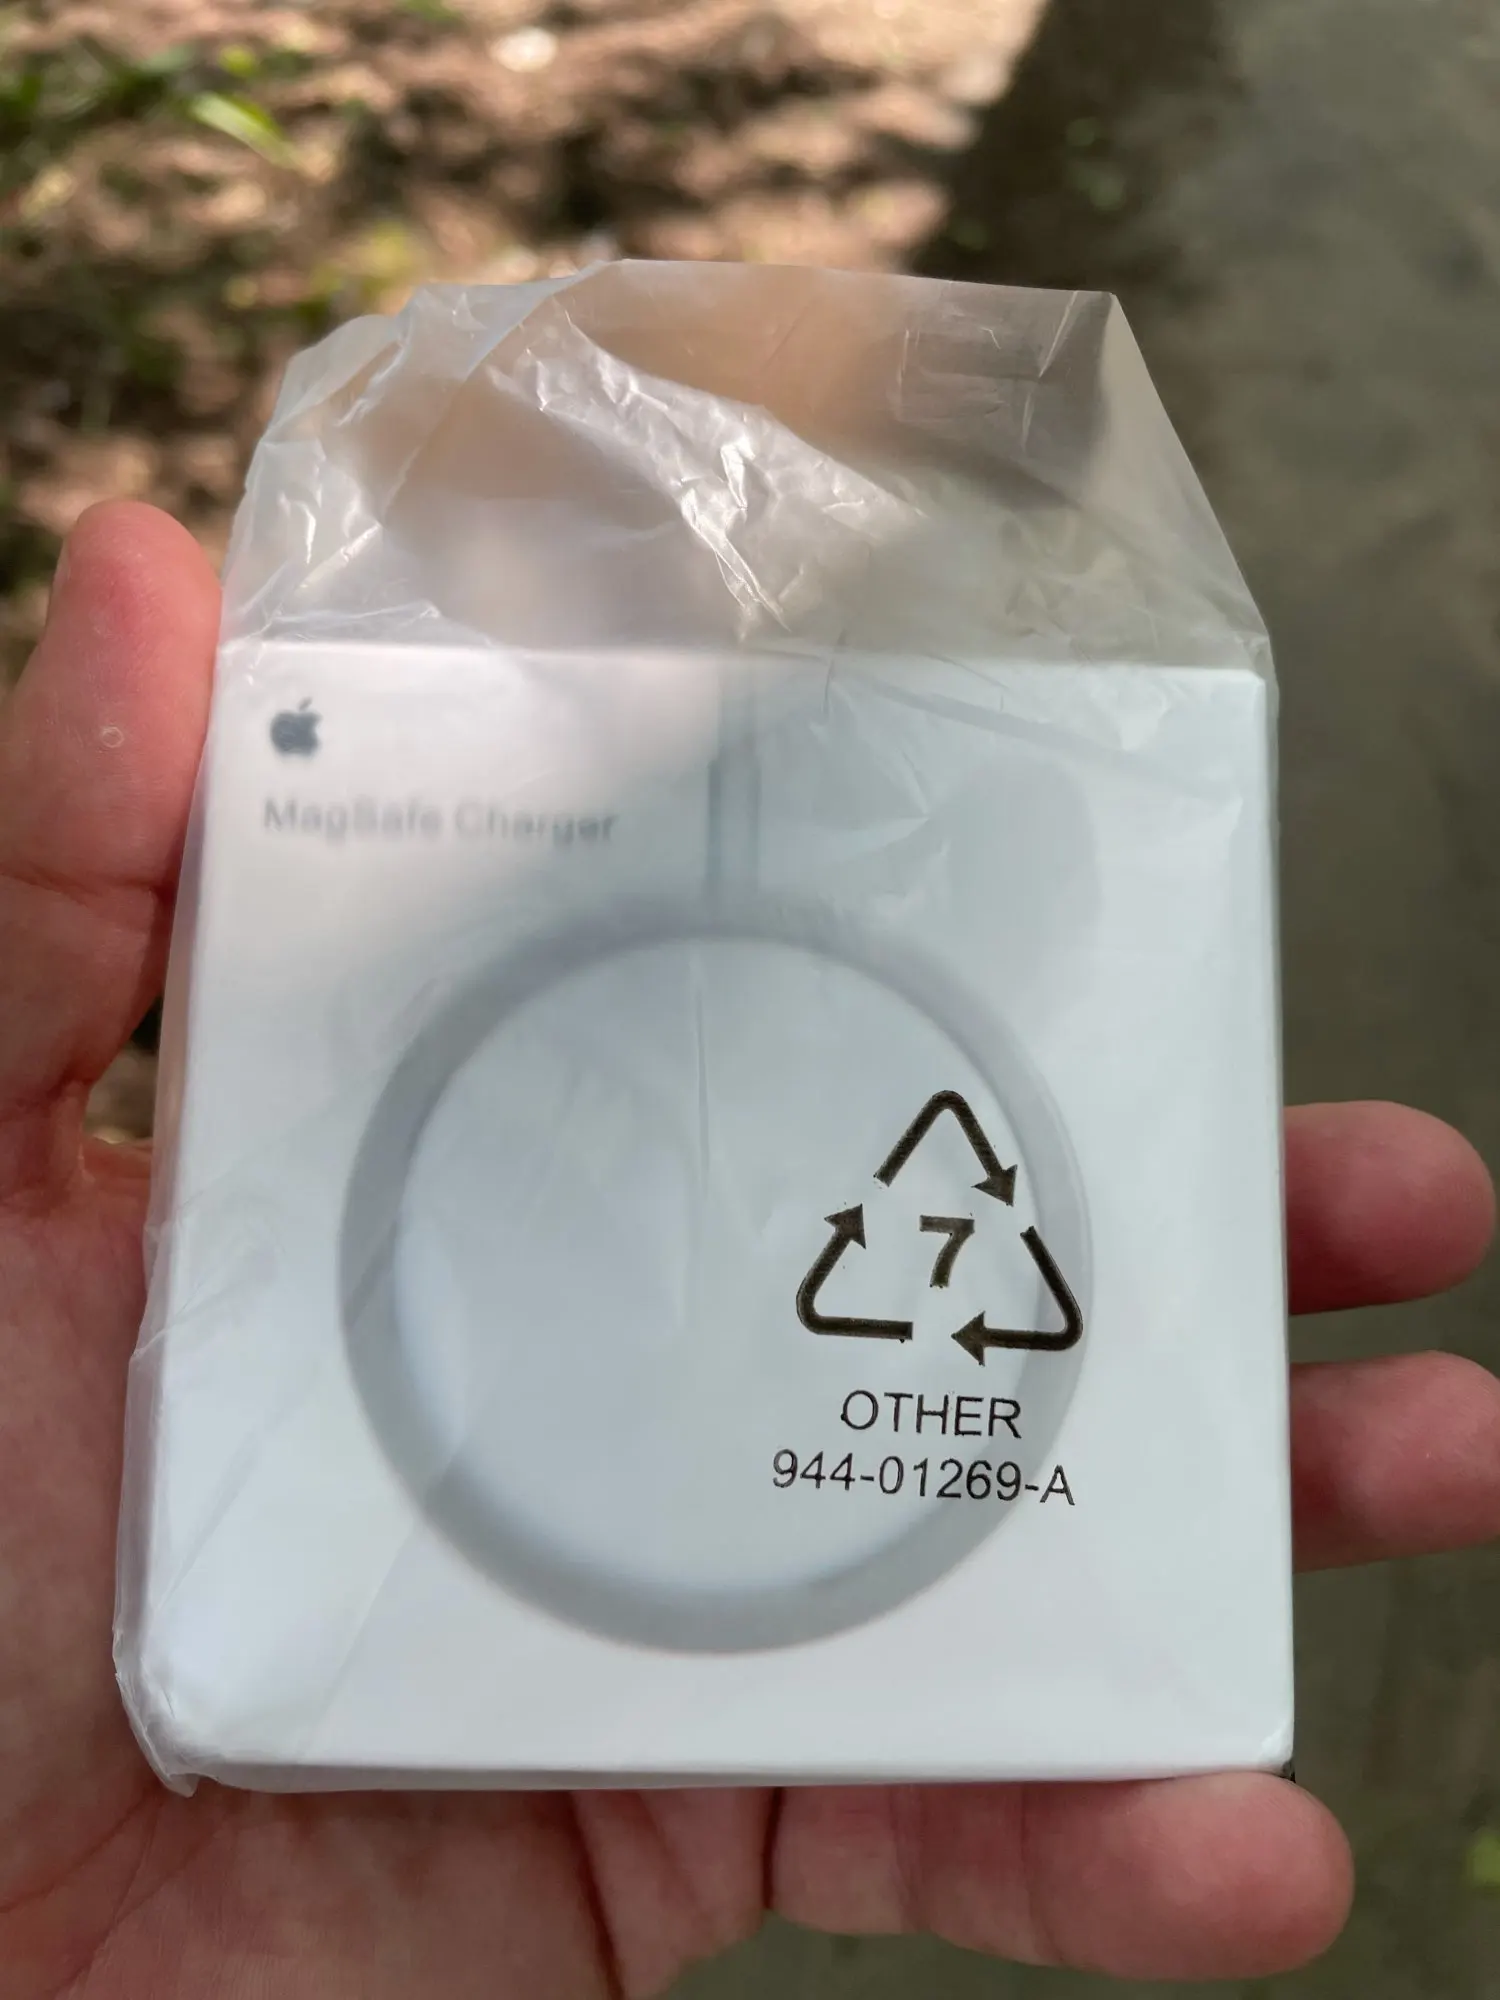 MagSafe Charger
7
OTHER
944-01269-A